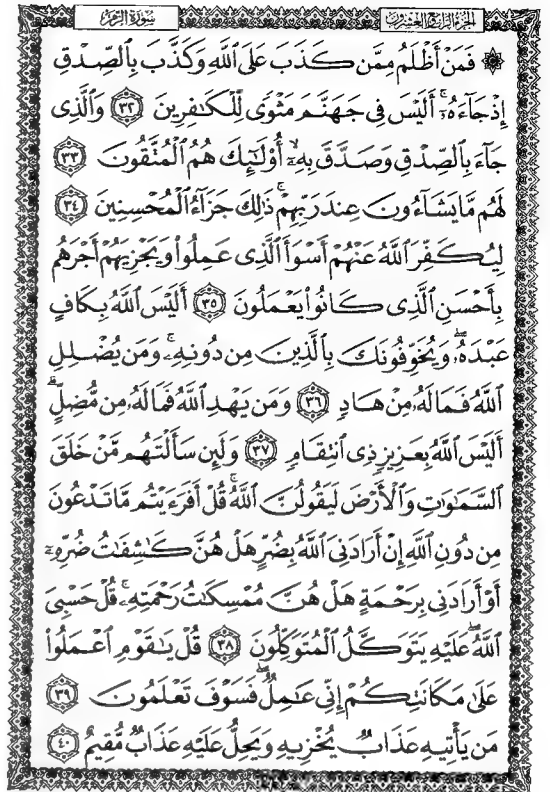 الجزء الرابع والعشرون
سورة الزمر
۞ فَمَنْ أَظْلَمُ مِمَّن كَذَبَ عَلَى ٱللَّهِ وَكَذَّبَ بِٱلصِّدْقِ
إِذْ جَآءَهُۥٓ ۚ أَلَيْسَ فِى جَهَنَّمَ مَثْوًى لِّلْكَٰفِرِينَ ٣٢ وَٱلَّذِى
جَآءَ بِٱلصِّدْقِ وَصَدَّقَ بِهِۦٓ ۙ أُو۟لَٰٓئِكَ هُمُ ٱلْمُتَّقُونَ ٣٣
لَهُم مَّا يَشَآءُونَ عِندَ رَبِّهِمْ ۚ ذَٰلِكَ جَزَآءُ ٱلْمُحْسِنِينَ ٣٤
لِيُكَفِّرَ ٱللَّهُ عَنْهُمْ أَسْوَأَ ٱلَّذِى عَمِلُوا۟ وَيَجْزِيَهُمْ أَجْرَهُم
بِأَحْسَنِ ٱلَّذِى كَانُوا۟ يَعْمَلُونَ ٣٥ أَلَيْسَ ٱللَّهُ بِكَافٍ
عَبْدَهُۥ ۖ وَيُخَوِّفُونَكَ بِٱلَّذِينَ مِن دُونِهِۦ ۚ وَمَن يُضْلِلِ
ٱللَّهُ فَمَا لَهُۥ مِنْ هَادٍ ٣٦ وَمَن يَهْدِ ٱللَّهُ فَمَا لَهُۥ مِن مُّضِلٍّ ۗ
أَلَيْسَ ٱللَّهُ بِعَزِيزٍ ذِى ٱنتِقَامٍ ٣٧ وَلَئِن سَأَلْتَهُم مَّنْ خَلَقَ
ٱلسَّمَٰوَٰتِ وَٱلْأَرْضَ لَيَقُولُنَّ ٱللَّهُ ۚ قُلْ أَفَرَءَيْتُم مَّا تَدْعُونَ
مِن دُونِ ٱللَّهِ إِنْ أَرَادَنِىَ ٱللَّهُ بِضُرٍّ هَلْ هُنَّ كَٰشِفَٰتُ ضُرِّهِۦٓ
أَوْ أَرَادَنِى بِرَحْمَةٍ هَلْ هُنَّ مُمْسِكَٰتُ رَحْمَتِهِۦ ۚ قُلْ حَسْبِىَ
ٱللَّهُ ۖ عَلَيْهِ يَتَوَكَّلُ ٱلْمُتَوَكِّلُونَ ٣٨ قُلْ يَٰقَوْمِ ٱعْمَلُوا۟
عَلَىٰ مَكَانَتِكُمْ إِنِّى عَٰمِلٌ ۖ فَسَوْفَ تَعْلَمُونَ ٣٩
مَن يَأْتِيهِ عَذَابٌ يُخْزِيهِ وَيَحِلُّ عَلَيْهِ عَذَابٌ مُّقِيمٌ ٤٠